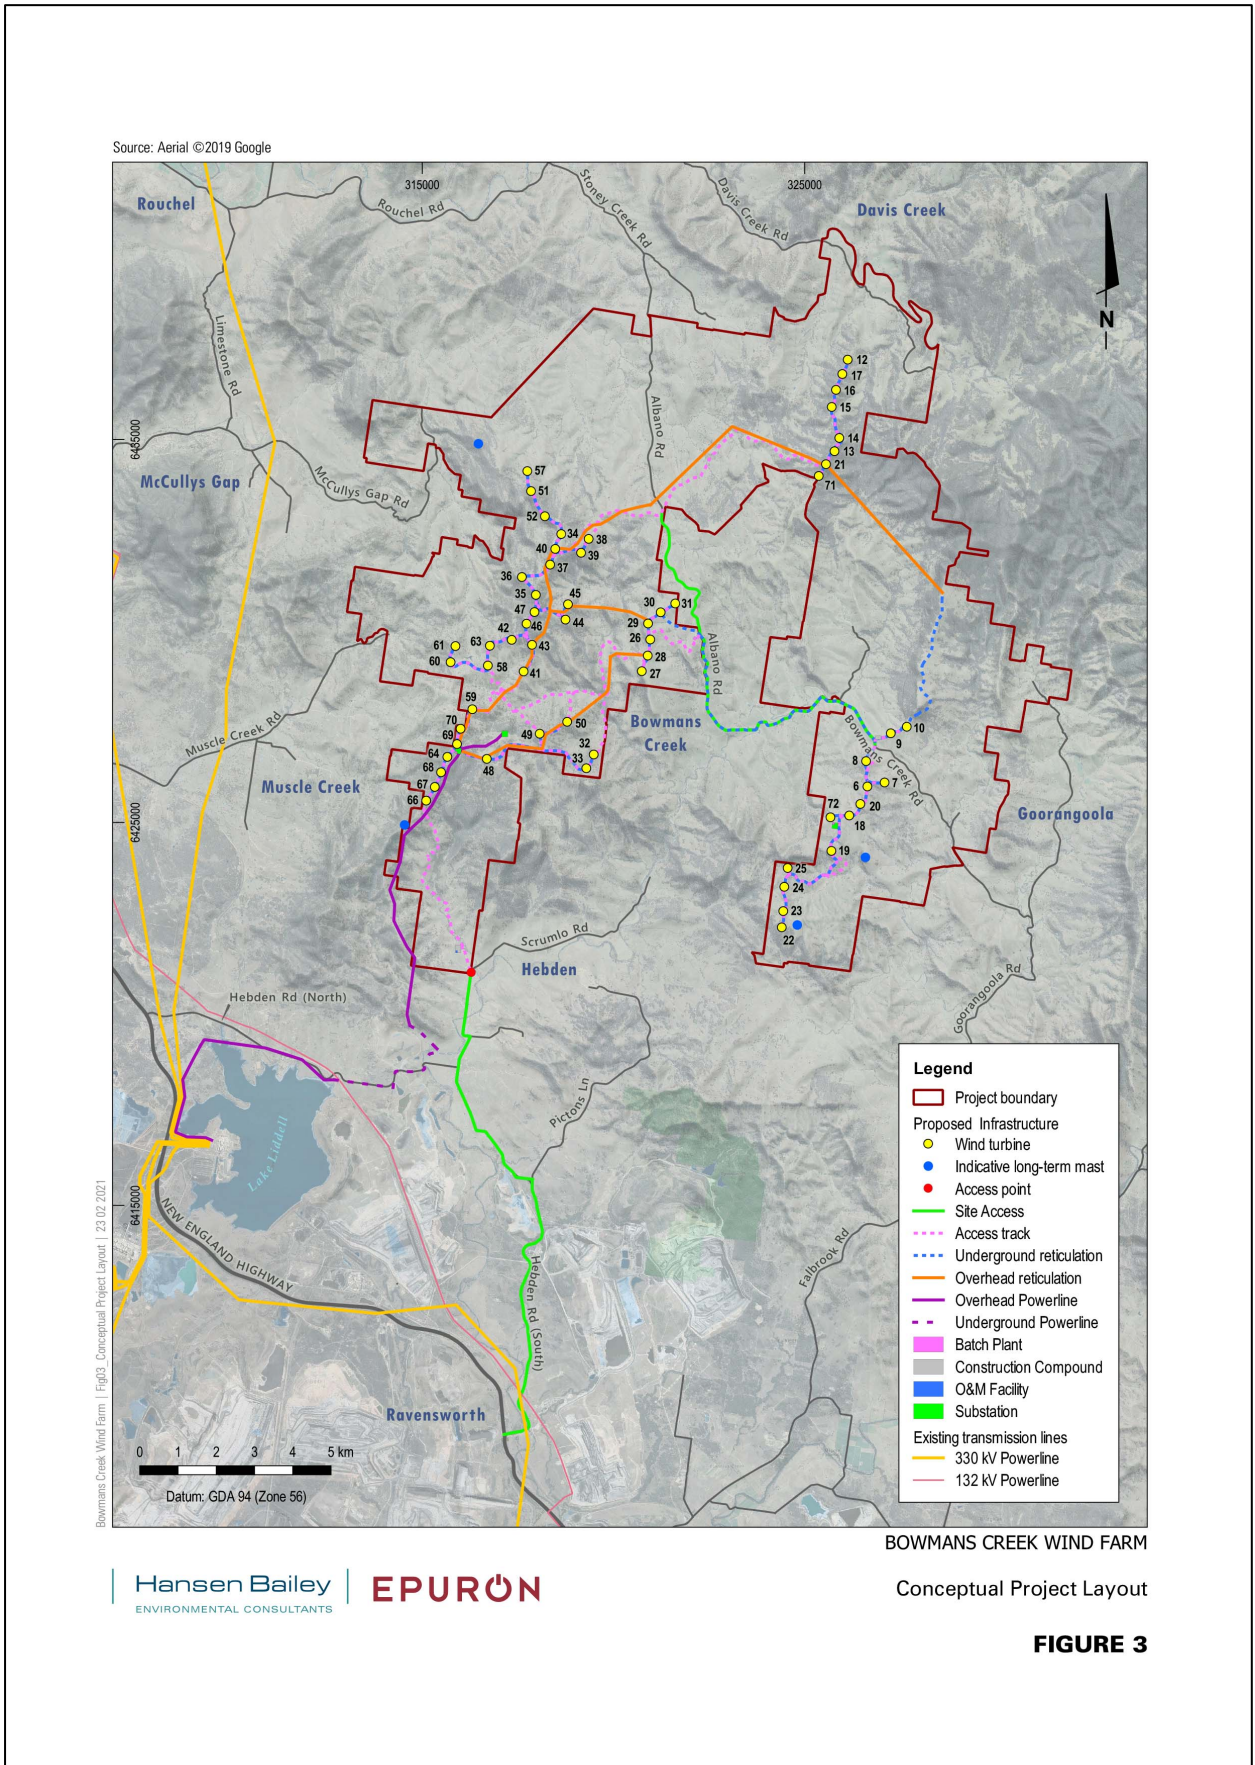 Source: Aerial ©2019 Google
315000
325000
Rouchel
Rouchel Rd
Stoney Creek Rd
Davis Creek Rd
Davis Creek
Limestone Rd
N
12
17
16
15
14
13
21
71
Albano Rd
6435000
McCullys Gap
McCullys Gap Rd
57
51
52
34
38
40
39
37
36
35
45
47
46
44
30
31
29
26
42
43
63
61
60
58
41
28
27
Albano Rd
59
70
69
50
49
Bowmans
Creek
32
33
48
64
68
67
66
Muscle Creek Rd
Muscle Creek
Bowmans Creek Rd
10
9
8
7
6
20
72
18
19
25
24
23
22
Goorangoola
6425000
Scrumlo Rd
Hebden
Hebden Rd (North)
Goorangoola Rd
Pictons Ln
Lake Liddell
6415000
NEW ENGLAND HIGHWAY
Hebden Rd (South)
Falbrook Rd
Ravensworth
Legend
Project boundary
Proposed Infrastructure
Wind turbine
Indicative long-term mast
Access point
Site Access
Access track
Underground reticulation
Overhead reticulation
Overhead Powerline
Underground Powerline
Batch Plant
Construction Compound
O&M Facility
Substation
Existing transmission lines
330 kV Powerline
132 kV Powerline
0 1 2 3 4 5 km
Datum: GDA 94 (Zone 56)
Bowmans Creek Wind Farm | Fig03_Conceptual Project Layout | 23 02 2021
BOWMANS CREEK WIND FARM
Hansen Bailey
ENVIRONMENTAL CONSULTANTS
EPURON
Conceptual Project Layout
FIGURE 3